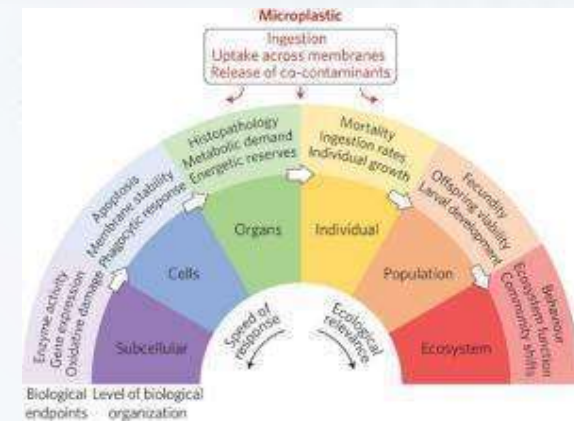 Microplastic
Ingestion
Uptake across membranes
Release of co-contaminants
Enzyme activity
Gene expression
Oxidative damage
Subcellular
Apoptosis
Membrane stability
Phagocytic response
Cells
Histopathology
Metabolic demand
Energetic reserves
Organs
Mortality
Ingestion rates
Individual growth
Individual
Fecundity
Offspring viability
Larval development
Population
Behaviour
Ecosystem function
Community shifts
Ecosystem
Speed of
response
Ecological
relevance
Biological
endpoints
Level of biological
organization